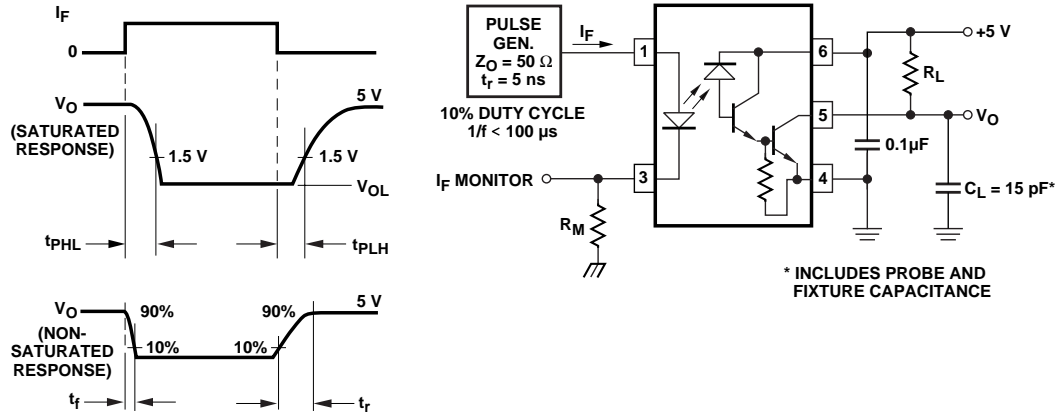 I_F
0
V_O
(SATURATED
RESPONSE)
5 V
1.5 V
1.5 V
V_OL
t_PHL
t_PLH
V_O
(NON-
SATURATED
RESPONSE)
90%
90%
5 V
10%
10%
t_f
t_r
PULSE
GEN.
Z_O = 50 Ω
t_r = 5 ns
10% DUTY CYCLE
1/f < 100 µs
I_F
1
3
I_F MONITOR
R_M
6
5
4
+5 V
R_L
V_O
0.1µF
C_L = 15 pF*
* INCLUDES PROBE AND
FIXTURE CAPACITANCE